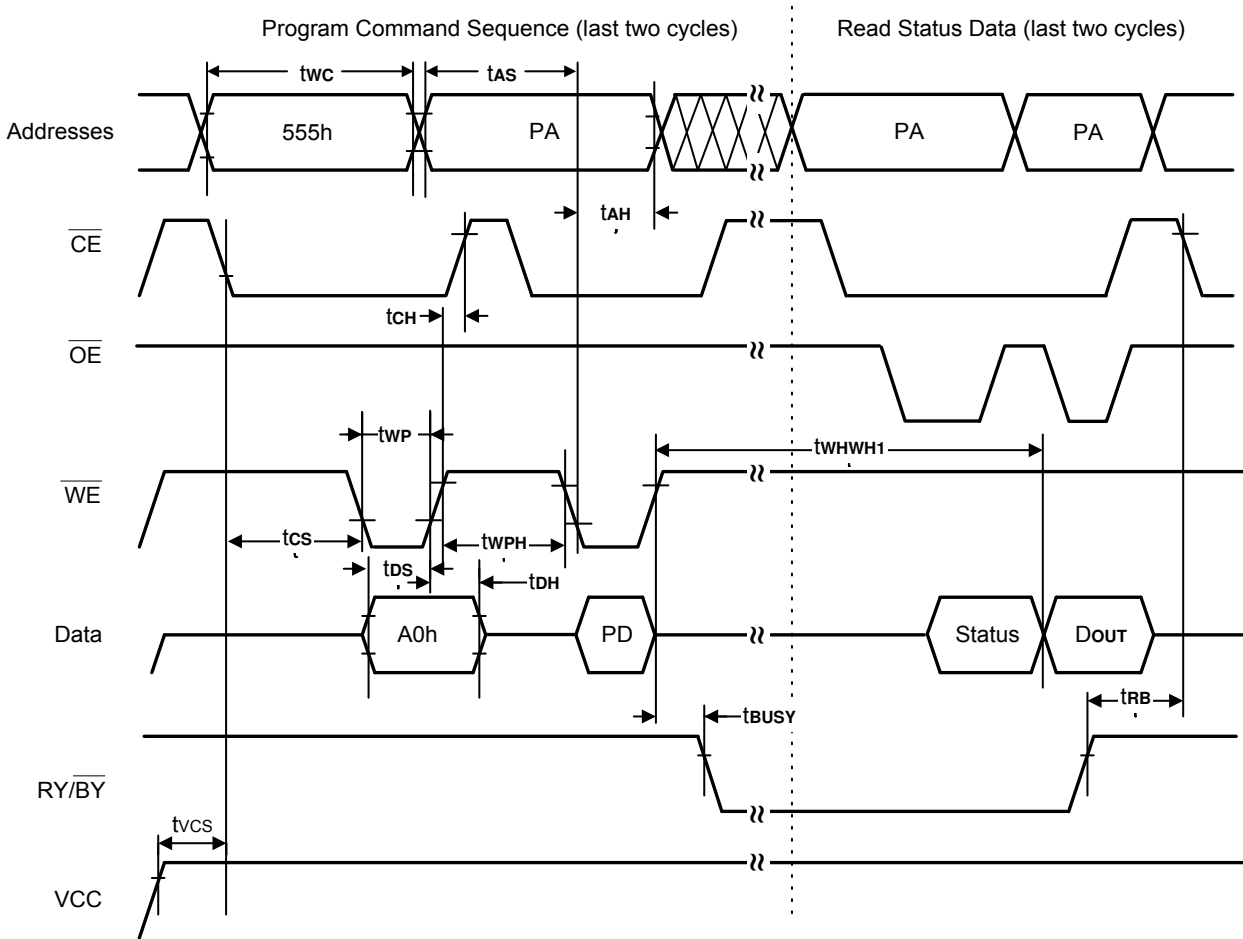 Program Command Sequence (last two cycles)
Read Status Data (last two cycles)
tWC
tAS
Addresses
555h
PA
PA
PA
tAH
CE
tCH
OE
tWP
tWHWH1
WE
tCS
tWPH
tDS
tDH
Data
A0h
PD
Status
DOUT
tRB
tBUSY
RY/BY
tVCS
VCC